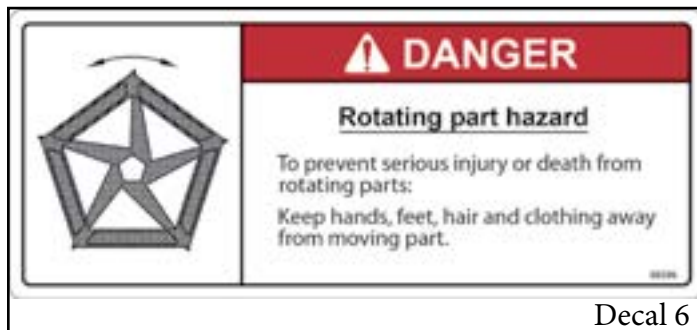 DANGER
Rotating part hazard
To prevent serious injury or death from
rotating parts:
Keep hands, feet, hair and clothing away
from moving part.
Decal 6